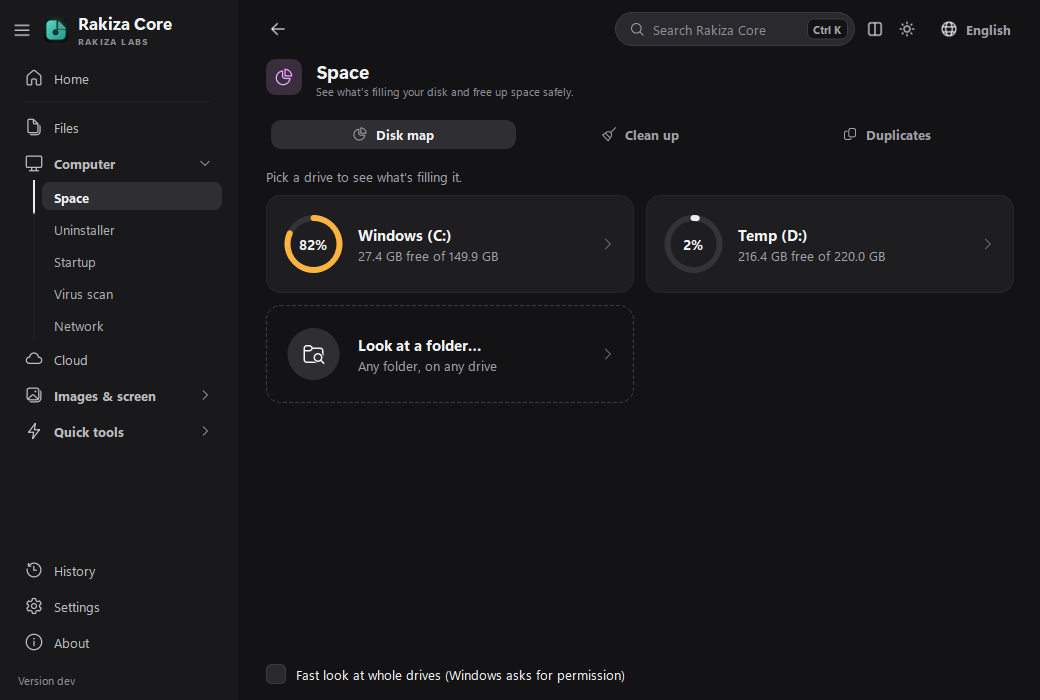 Rakiza Core
RAKIZA LABS
Home
Files
Computer
Space
Uninstaller
Startup
Virus scan
Network
Cloud
Images & screen
Quick tools
History
Settings
About
Version dev
Search Rakiza Core
Ctrl K
English
Space
See what's filling your disk and free up space safely.
Disk map
Clean up
Duplicates
Pick a drive to see what's filling it.
82%
Windows (C:)
27.4 GB free of 149.9 GB
2%
Temp (D:)
216.4 GB free of 220.0 GB
Look at a folder...
Any folder, on any drive
Fast look at whole drives (Windows asks for permission)